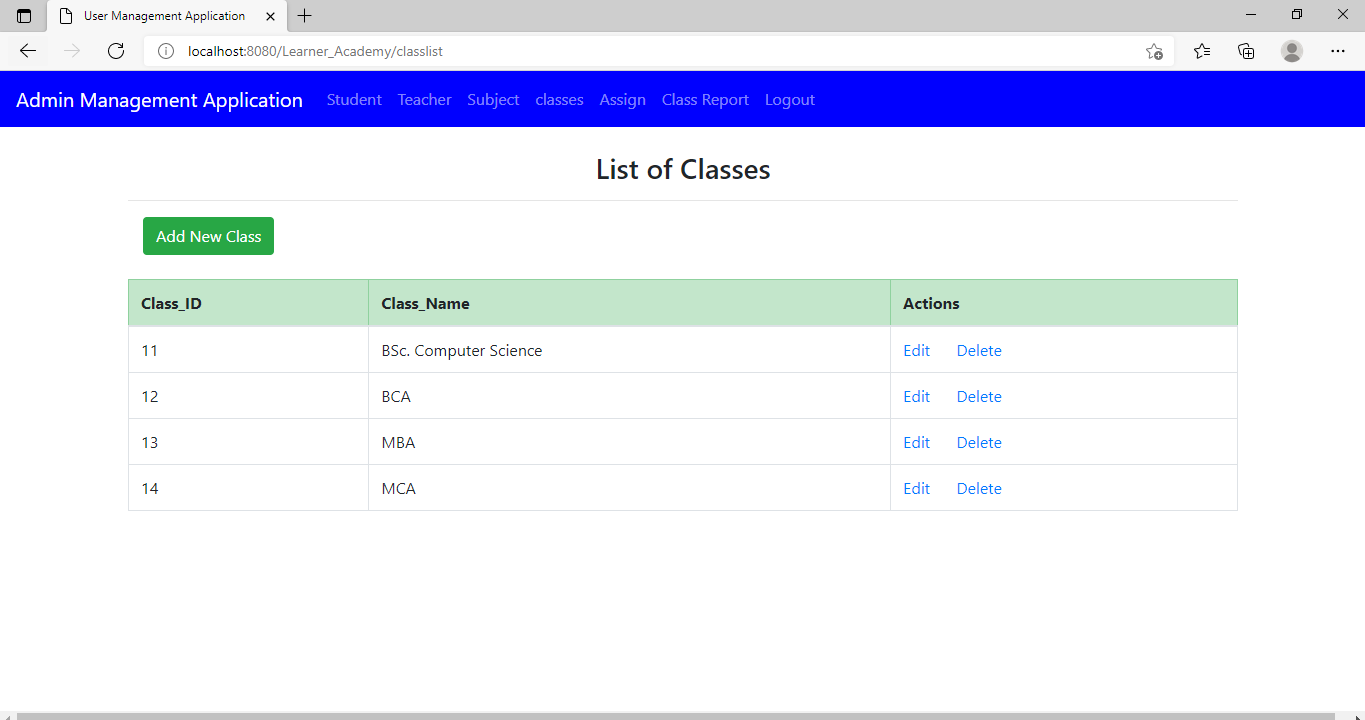 User Management Application
localhost:8080/Learner_Academy/classlist
Admin Management Application Student Teacher Subject classes Assign Class Report Logout
List of Classes
Add New Class
Class_ID Class_Name Actions
11 BSc. Computer Science Edit Delete
12 BCA Edit Delete
13 MBA Edit Delete
14 MCA Edit Delete